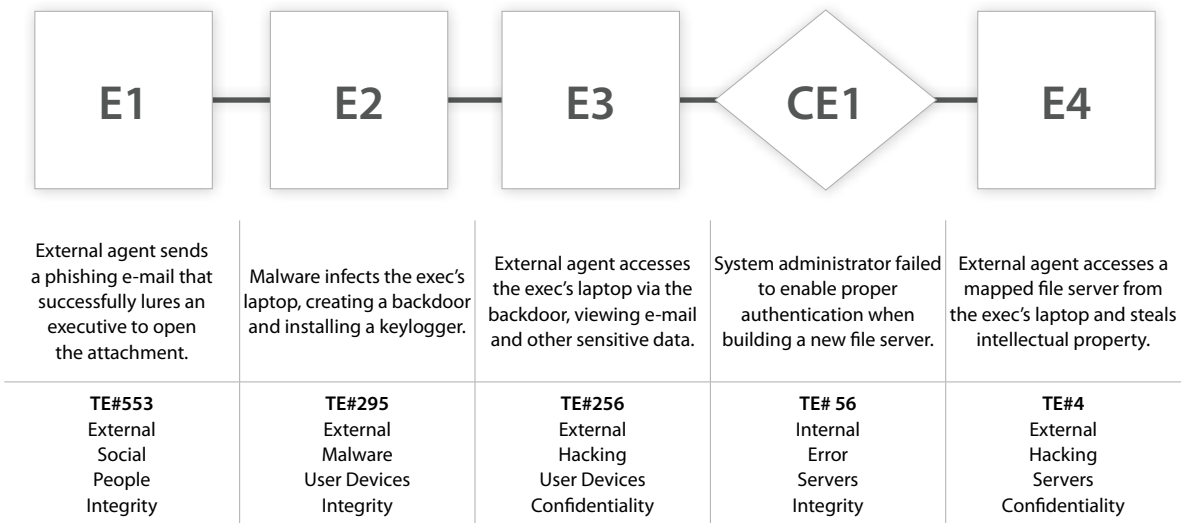 E1
E2
E3
CE1
E4
External agent sends
a phishing e-mail that
successfully lures an
executive to open
the attachment.
Malware infects the exec's
laptop, creating a backdoor
and installing a keylogger.
External agent accesses
the exec's laptop via the
backdoor, viewing e-mail
and other sensitive data.
System administrator failed
to enable proper
authentication when
building a new file server.
External agent accesses a
mapped file server from
the exec's laptop and steals
intellectual property.
TE#553
External
Social
People
Integrity
TE#295
External
Malware
User Devices
Integrity
TE#256
External
Hacking
User Devices
Confidentiality
TE# 56
Internal
Error
Servers
Integrity
TE#4
External
Hacking
Servers
Confidentiality